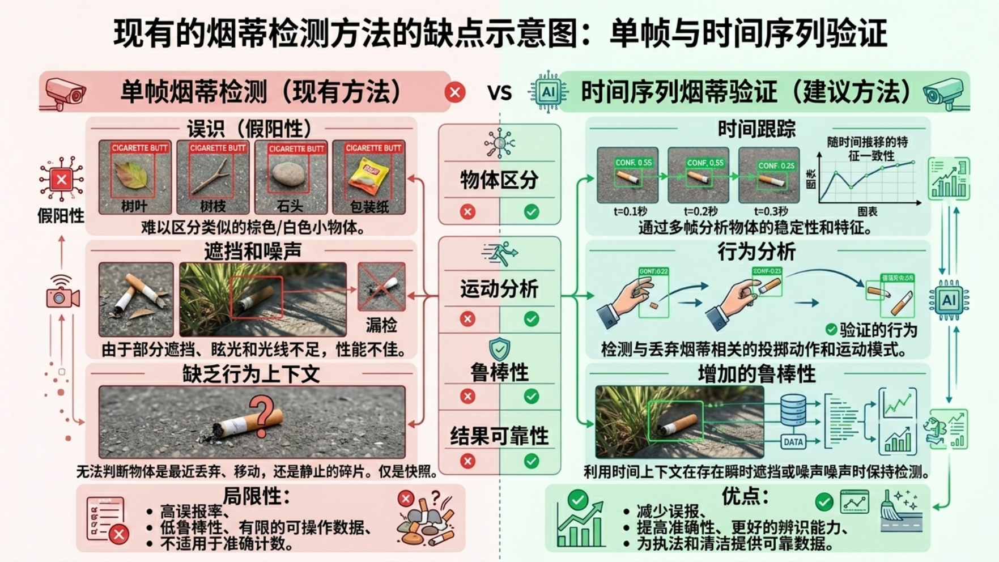 现有的烟蒂检测方法的缺点示意图：单帧与时间序列验证
单帧烟蒂检测（现有方法）
VS
AI
时间序列烟蒂验证（建议方法）
误识（假阳性）
CIGARETTE BUTT
CIGARETTE BUTT
CIGARETTE BUTT
CIGARETTE BUTT
树叶
树枝
石头
包装纸
假阳性
难以区分类似的棕色/白色小物体。
遮挡和噪声
漏检
由于部分遮挡、眩光和光线不足，性能不佳。
缺乏行为上下文
?
无法判断物体是最近丢弃、移动，还是静止的碎片。仅是快照。
局限性：
• 高误报率、
• 低鲁棒性、有限的可操作数据、
• 不适用于准确计数。
?
物体区分
运动分析
鲁棒性
结果可靠性
时间跟踪
CONF. 0.5S
CONF. 0.5S
CONF. 0.2S
t=0.1秒
t=0.2秒
t=0.3秒
随时间推移的特
征一致性
图表
图表
通过多帧分析物体的稳定性和特征。
行为分析
验证的行为
AI
检测与丢弃烟蒂相关的投掷动作和运动模式。
增加的鲁棒性
DATA
利用时间上下文在存在瞬时遮挡或噪声噪声时保持检测。
优点：
• 减少误报、
• 提高准确性、更好的辨识能力、
• 为执法和清洁提供可靠数据。